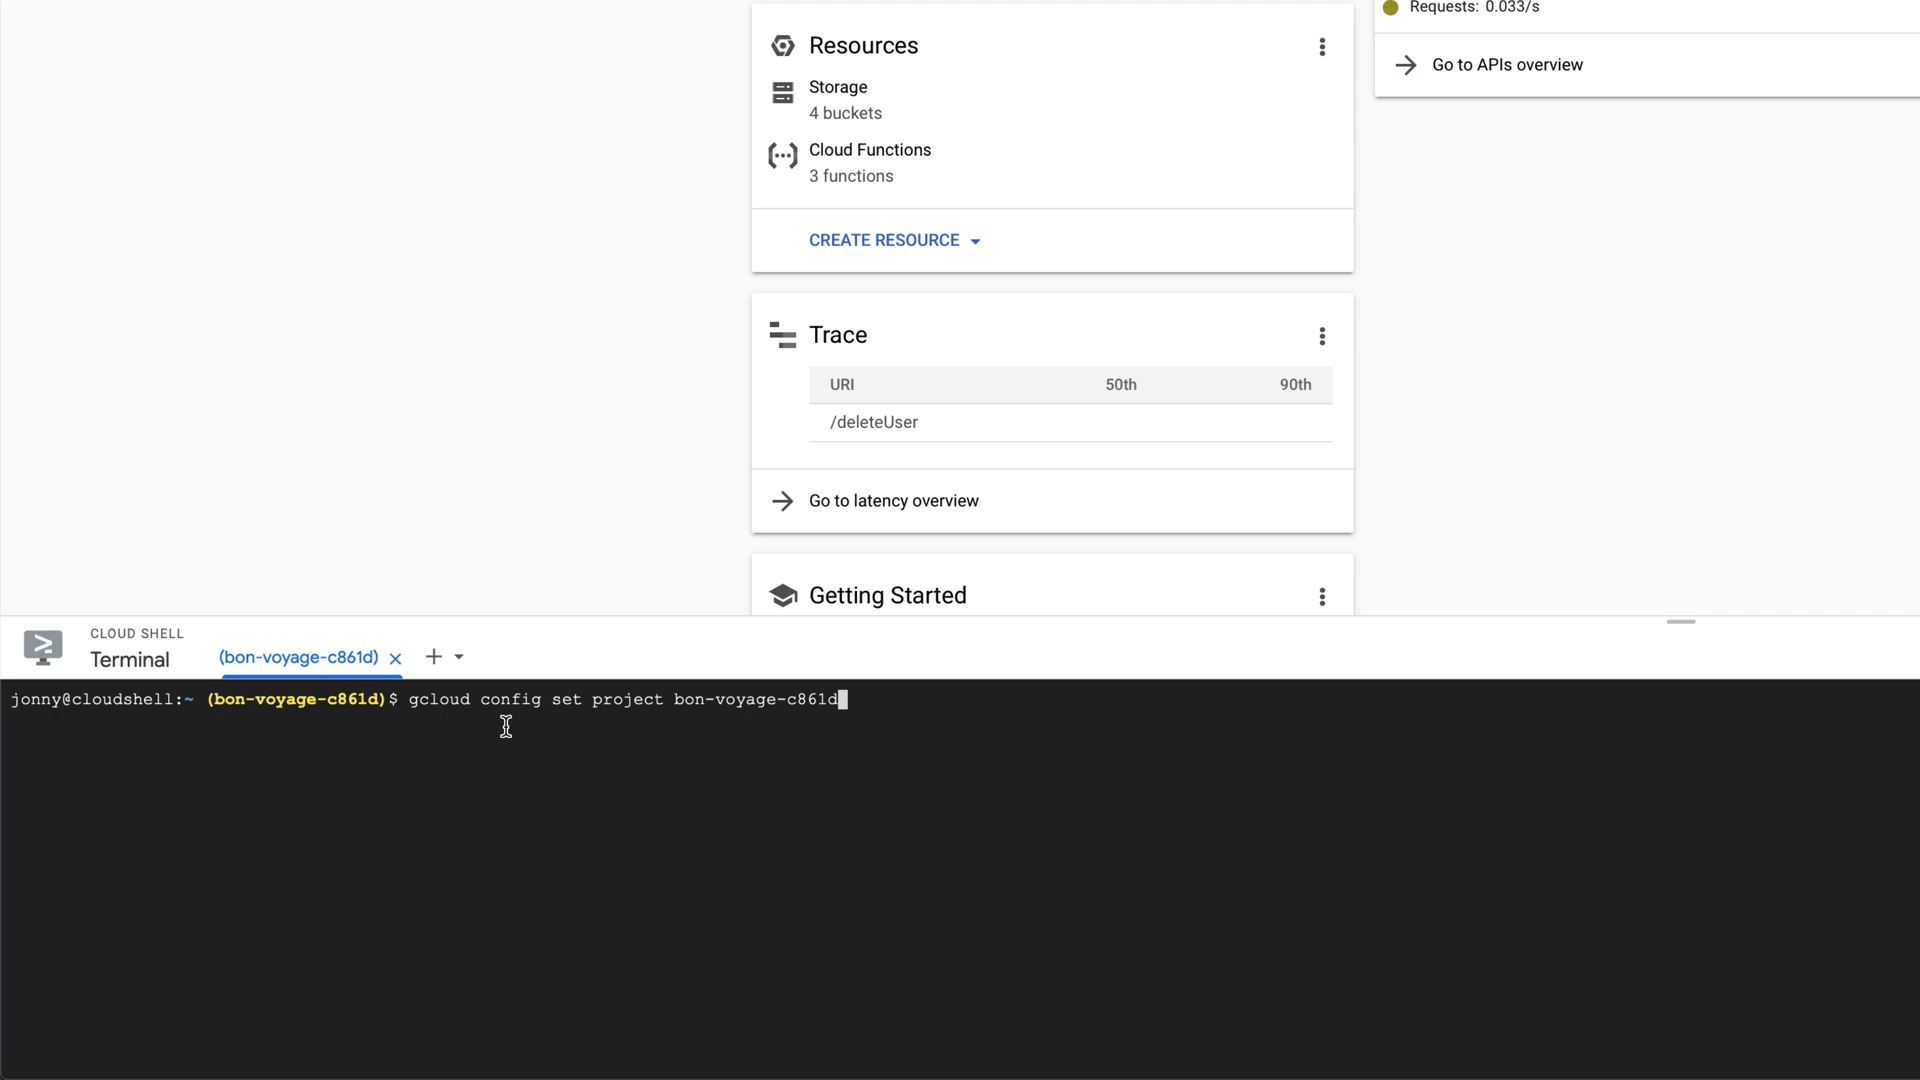 Requests: 0.033/s
Go to APIs overview
Resources
Storage
4 buckets
Cloud Functions
3 functions
CREATE RESOURCE
Trace
URI 50th 90th
/deleteUser
Go to latency overview
Getting Started
CLOUD SHELL
Terminal
(bon-voyage-c861d)
jonny@cloudshell:~ (bon-voyage-c861d)$ gcloud config set project bon-voyage-c861d